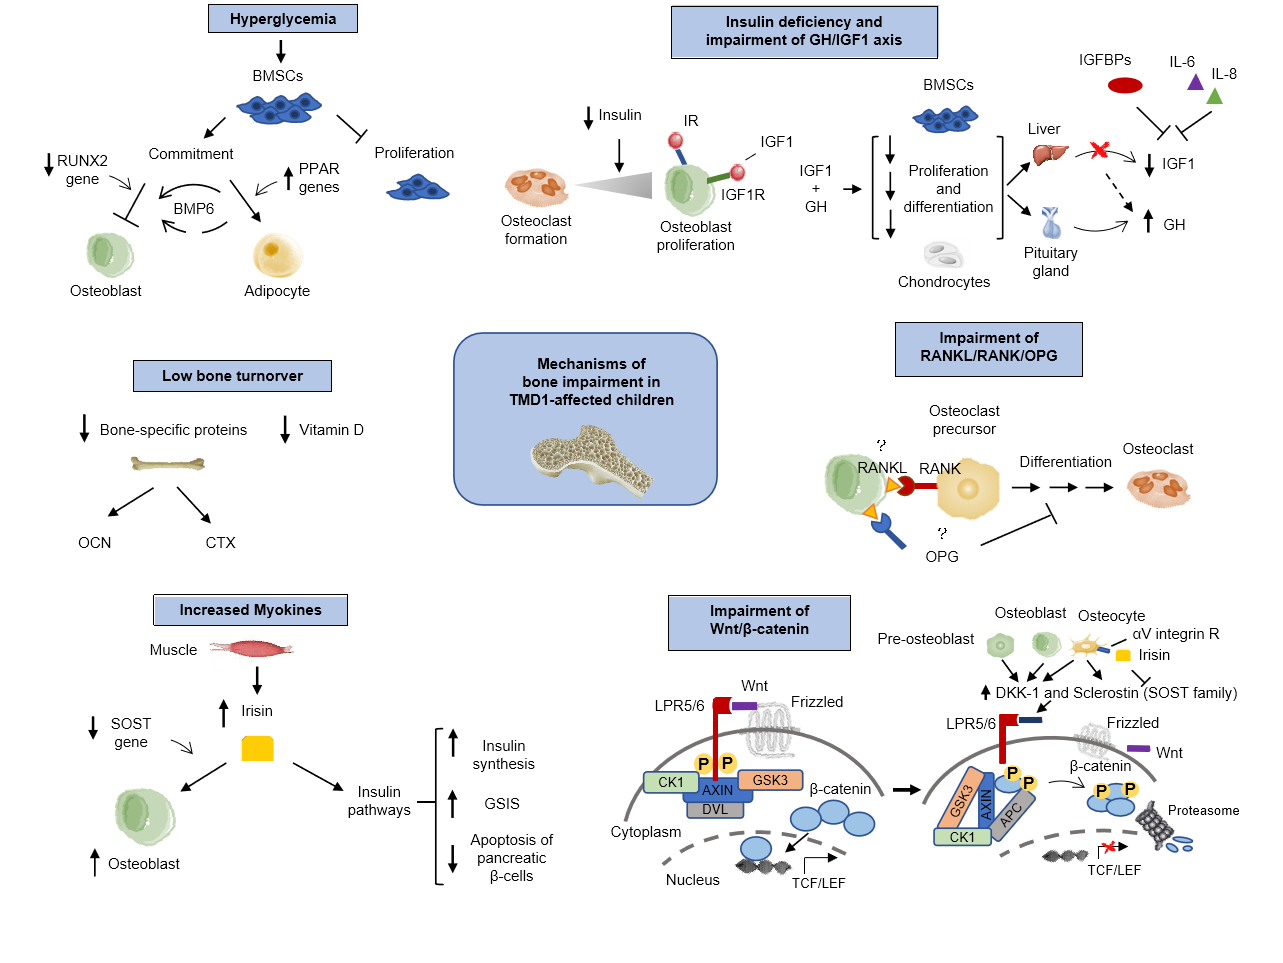 Hyperglycemia
BMSCs
Commitment
Proliferation
RUNX2
gene
PPAR
genes
BMP6
Osteoblast
Adipocyte
Insulin deficiency and
impairment of GH/IGF1 axis
Insulin
IR
IGF1
IGF1R
Osteoclast
formation
Osteoblast
proliferation
IGF1
+
GH
BMSCs
Proliferation
and
differentiation
Chondrocytes
Liver
Pituitary
gland
IGFBPs
IL-6
IL-8
IGF1
GH
Low bone turnorver
Bone-specific proteins
Vitamin D
OCN
CTX
Mechanisms of
bone impairment in
TMD1-affected children
Impairment of
RANKL/RANK/OPG
Osteoclast
precursor
?
RANKL
RANK
Differentiation
Osteoclast
?
OPG
Increased Myokines
Muscle
Irisin
SOST
gene
Osteoblast
Insulin
pathways
Insulin
synthesis
GSIS
Apoptosis of
pancreatic
β-cells
Impairment of
Wnt/β-catenin
Wnt
LPR5/6
Frizzled
P
P
CK1
AXIN
GSK3
DVL
β-catenin
Cytoplasm
Nucleus
TCF/LEF
Osteoblast
Osteocyte
Pre-osteoblast
αV integrin R
Irisin
DKK-1 and Sclerostin (SOST family)
LPR5/6
Frizzled
Wnt
β-catenin
P
P
GSK3
AXIN
APC
CK1
P
P
Proteasome
TCF/LEF